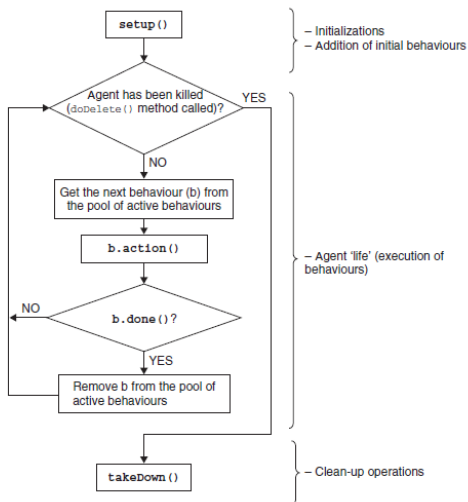 setup()
– Initializations
– Addition of initial behaviours
Agent has been killed
(doDelete() method called)?
YES
NO
Get the next behaviour (b) from
the pool of active behaviours
b.action()
– Agent ‘life’ (execution of
behaviours)
NO
b.done()?
YES
Remove b from the pool of
active behaviours
takeDown()
– Clean-up operations